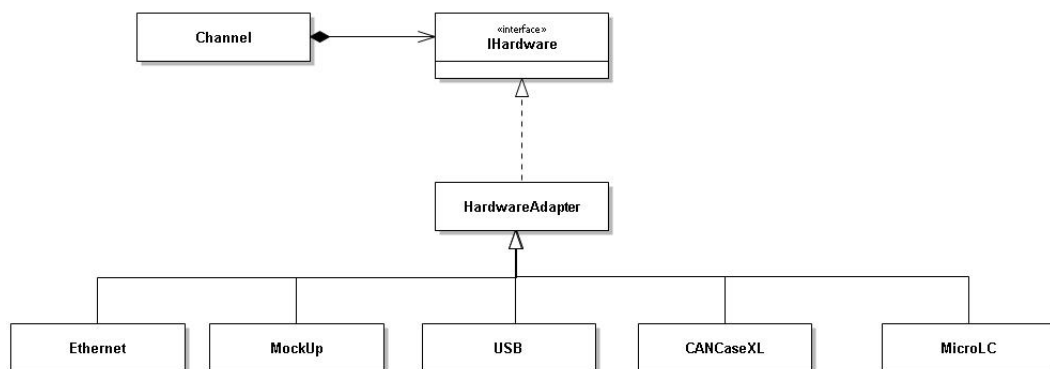 Channel
«interface»
IHardware
HardwareAdapter
Ethernet
MockUp
USB
CANCaseXL
MicroLC